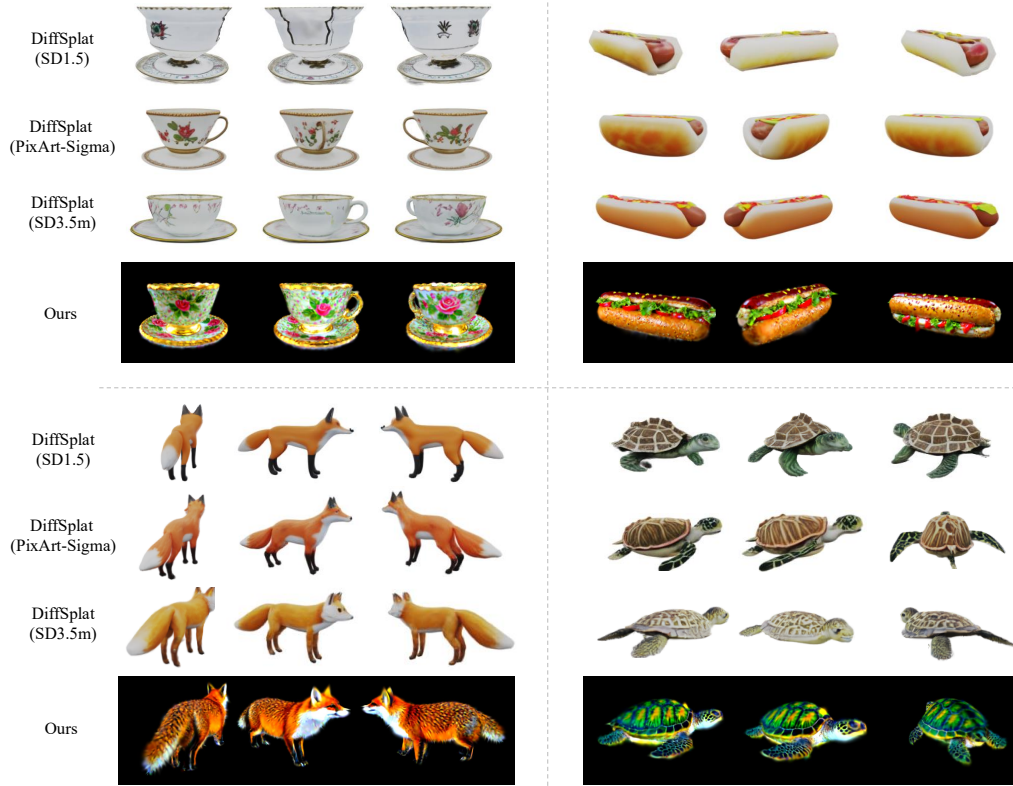 DiffSplat
(SD1.5)
DiffSplat
(PixArt-Sigma)
DiffSplat
(SD3.5m)
Ours
DiffSplat
(SD1.5)
DiffSplat
(PixArt-Sigma)
DiffSplat
(SD3.5m)
Ours